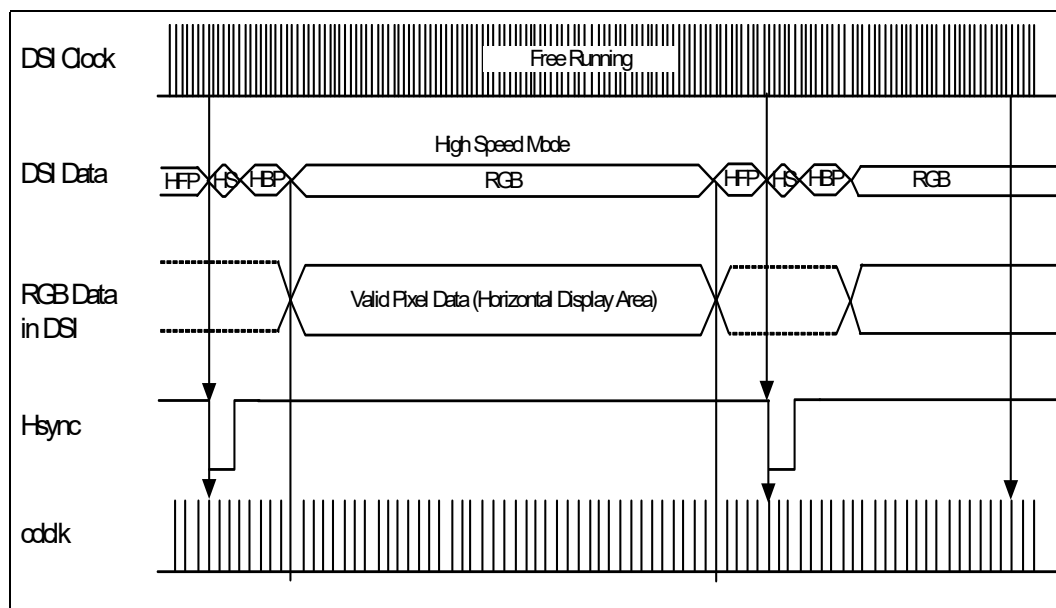 DSI Clock
Free Running
High Speed Mode
DSI Data
HFP HS HBP RGB HFP HS HBP RGB
RGB Data
in DSI
Valid Pixel Data (Horizontal Display Area)
Hsync
cdclk